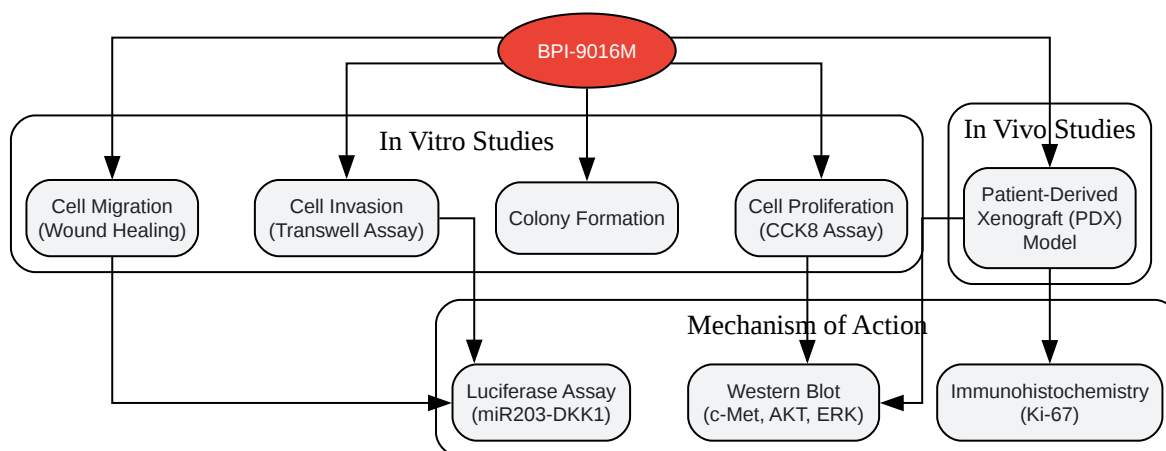 BPI-9016M
In Vitro Studies
In Vivo Studies
Cell Migration
(Wound Healing)
Cell Invasion
(Transwell Assay)
Colony Formation
Cell Proliferation
(CCK8 Assay)
Patient-Derived
Xenograft (PDX)
Model
Mechanism of Action
Luciferase Assay
(miR203-DKK1)
Western Blot
(c-Met, AKT, ERK)
Immunohistochemistry
(Ki-67)